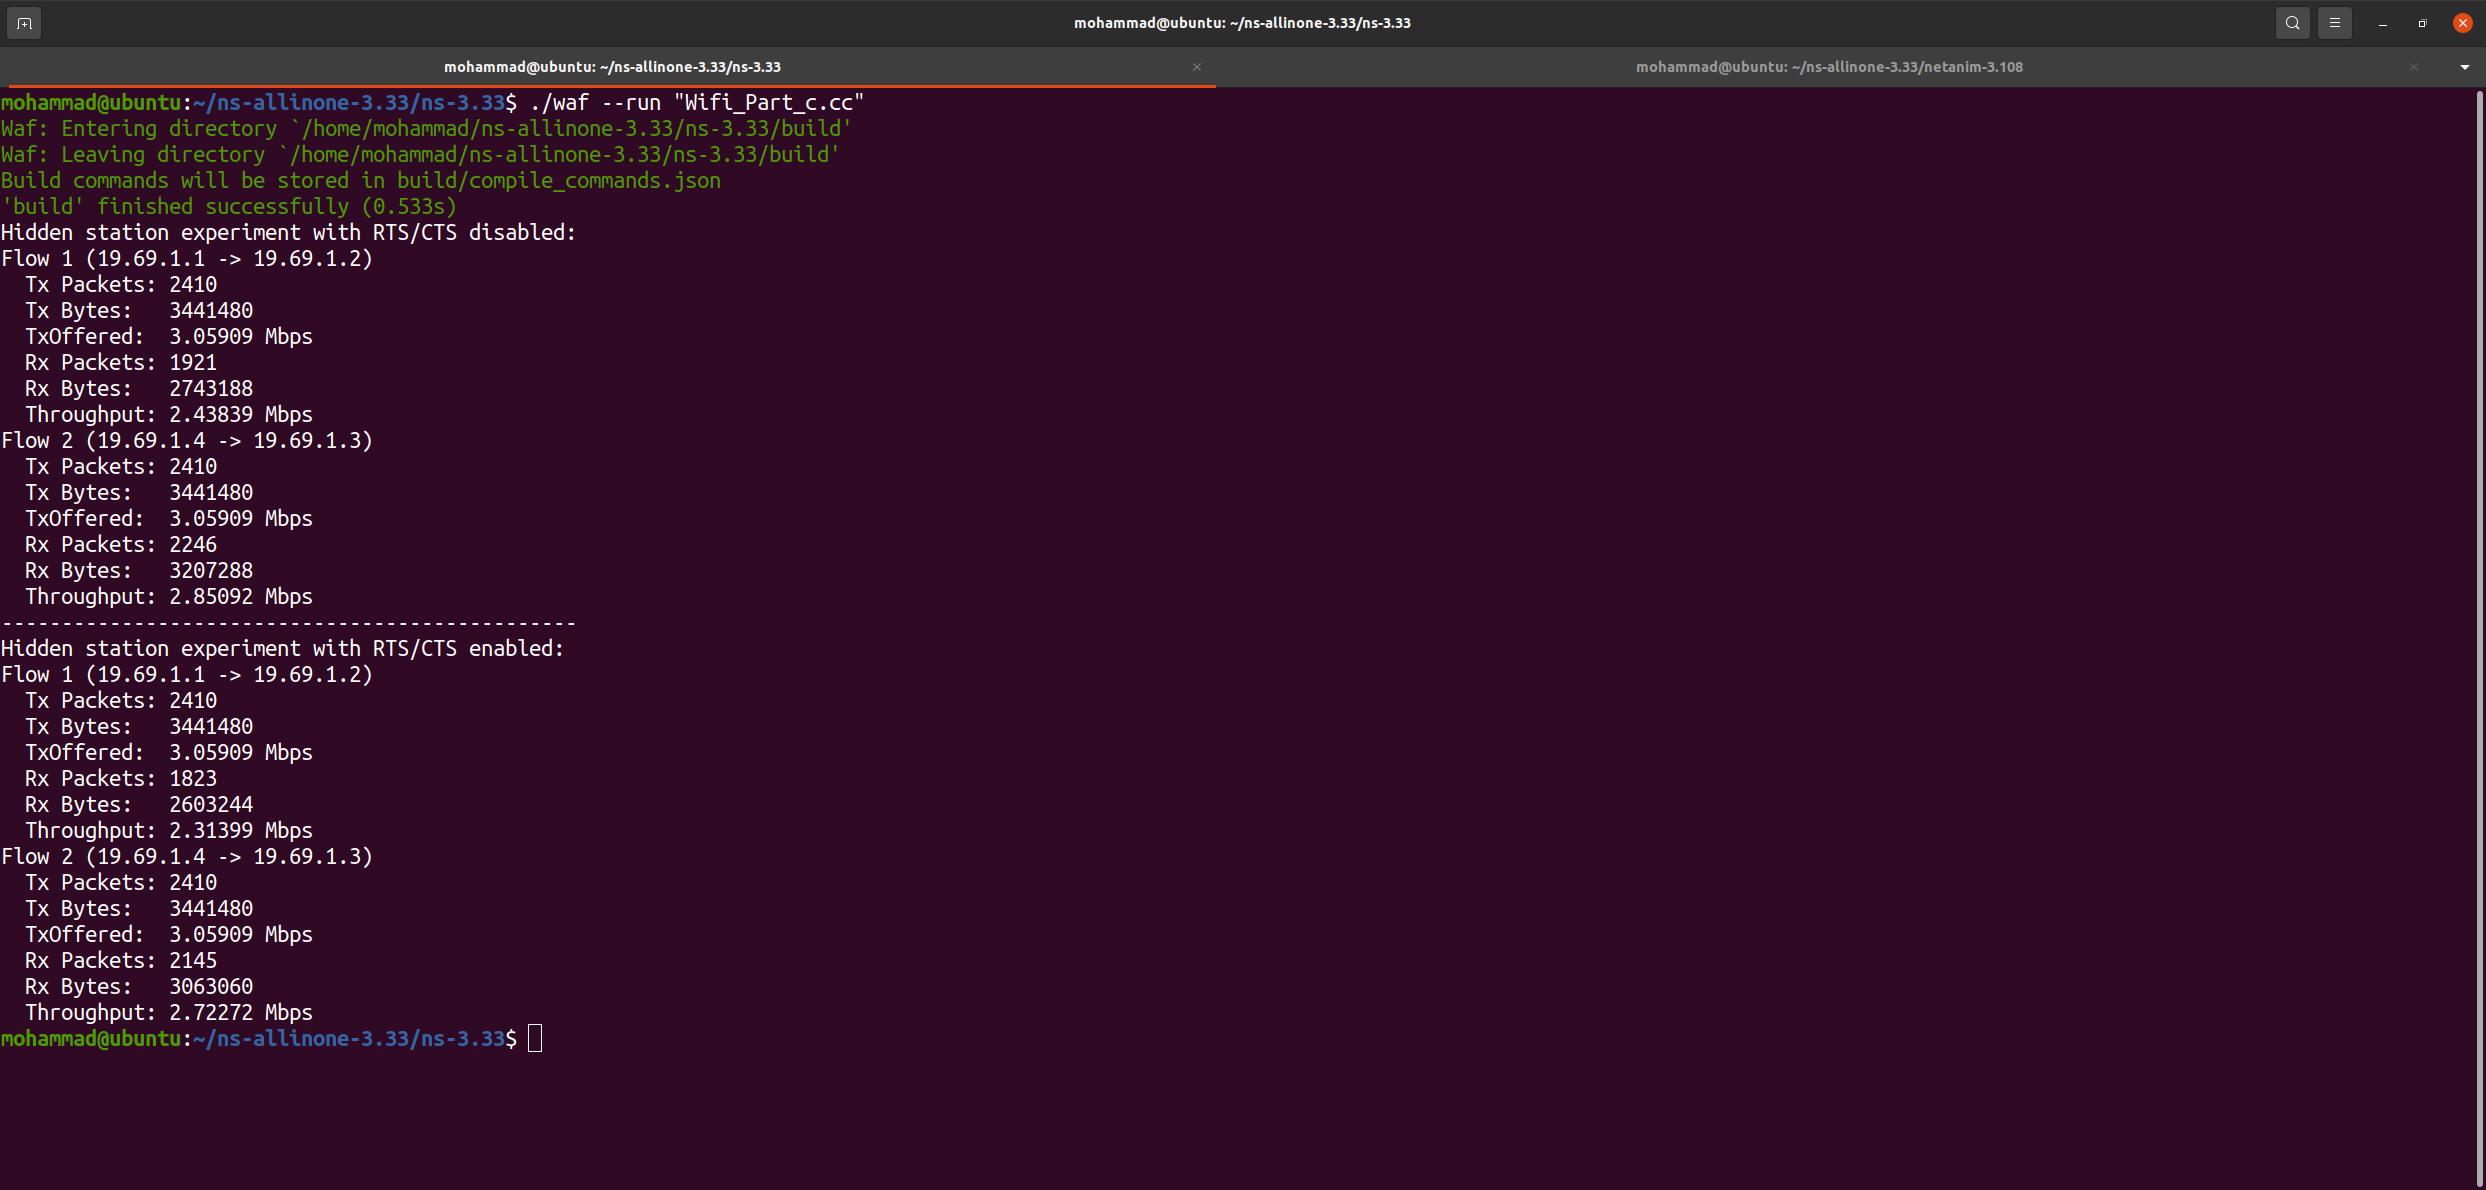 mohammad@ubuntu: ~/ns-allinone-3.33/ns-3.33
mohammad@ubuntu: ~/ns-allinone-3.33/ns-3.33
mohammad@ubuntu: ~/ns-allinone-3.33/netanim-3.108
mohammad@ubuntu:~/ns-allinone-3.33/ns-3.33$ ./waf --run "Wifi_Part_c.cc"
Waf: Entering directory `/home/mohammad/ns-allinone-3.33/ns-3.33/build'
Waf: Leaving directory `/home/mohammad/ns-allinone-3.33/ns-3.33/build'
Build commands will be stored in build/compile_commands.json
'build' finished successfully (0.533s)
Hidden station experiment with RTS/CTS disabled:
Flow 1 (19.69.1.1 -> 19.69.1.2)
  Tx Packets: 2410
  Tx Bytes:   3441480
  TxOffered:  3.05909 Mbps
  Rx Packets: 1921
  Rx Bytes:   2743188
  Throughput: 2.43839 Mbps
Flow 2 (19.69.1.4 -> 19.69.1.3)
  Tx Packets: 2410
  Tx Bytes:   3441480
  TxOffered:  3.05909 Mbps
  Rx Packets: 2246
  Rx Bytes:   3207288
  Throughput: 2.85092 Mbps
------------------------------------------------
Hidden station experiment with RTS/CTS enabled:
Flow 1 (19.69.1.1 -> 19.69.1.2)
  Tx Packets: 2410
  Tx Bytes:   3441480
  TxOffered:  3.05909 Mbps
  Rx Packets: 1823
  Rx Bytes:   2603244
  Throughput: 2.31399 Mbps
Flow 2 (19.69.1.4 -> 19.69.1.3)
  Tx Packets: 2410
  Tx Bytes:   3441480
  TxOffered:  3.05909 Mbps
  Rx Packets: 2145
  Rx Bytes:   3063060
  Throughput: 2.72272 Mbps
mohammad@ubuntu:~/ns-allinone-3.33/ns-3.33$